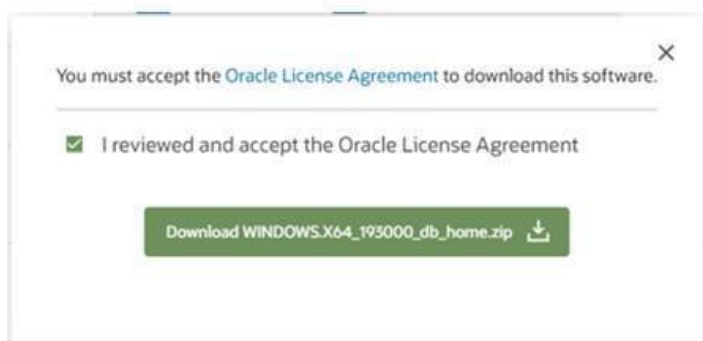 You must accept the Oracle License Agreement to download this software.
I reviewed and accept the Oracle License Agreement
Download WINDOWS.X64_193000_db_home.zip